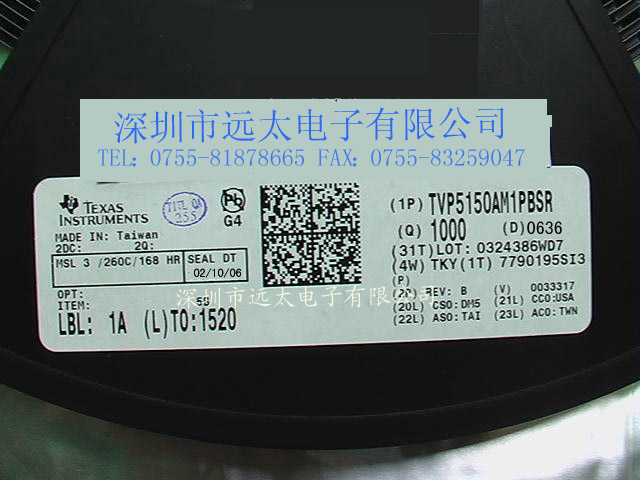 深圳市远太电子有限公司
TEL: 0755-81878665 FAX: 0755-83259047
TEXAS
INSTRUMENTS
255
Pb
G4
MADE IN: Taiwan
2DC: 2Q:
MSL 3 /260C/168 HR
SEAL DT
02/10/06
OPT:
ITEM: 58
LBL: 1A (L)TO:1520
(1P) TVP5150AM1PBSR
(Q) 1000 (D)0636
(31T)LOT: 0324386WD7
(4W) TKY(1T) 7790195SI3
(P)
(2P) REV: B (V) 0033317
(20L) CSO:DM5 (21L) CCO:USA
(22L) ASO:TAI (23L) ACO:TWN
深圳市远太电子有限公司